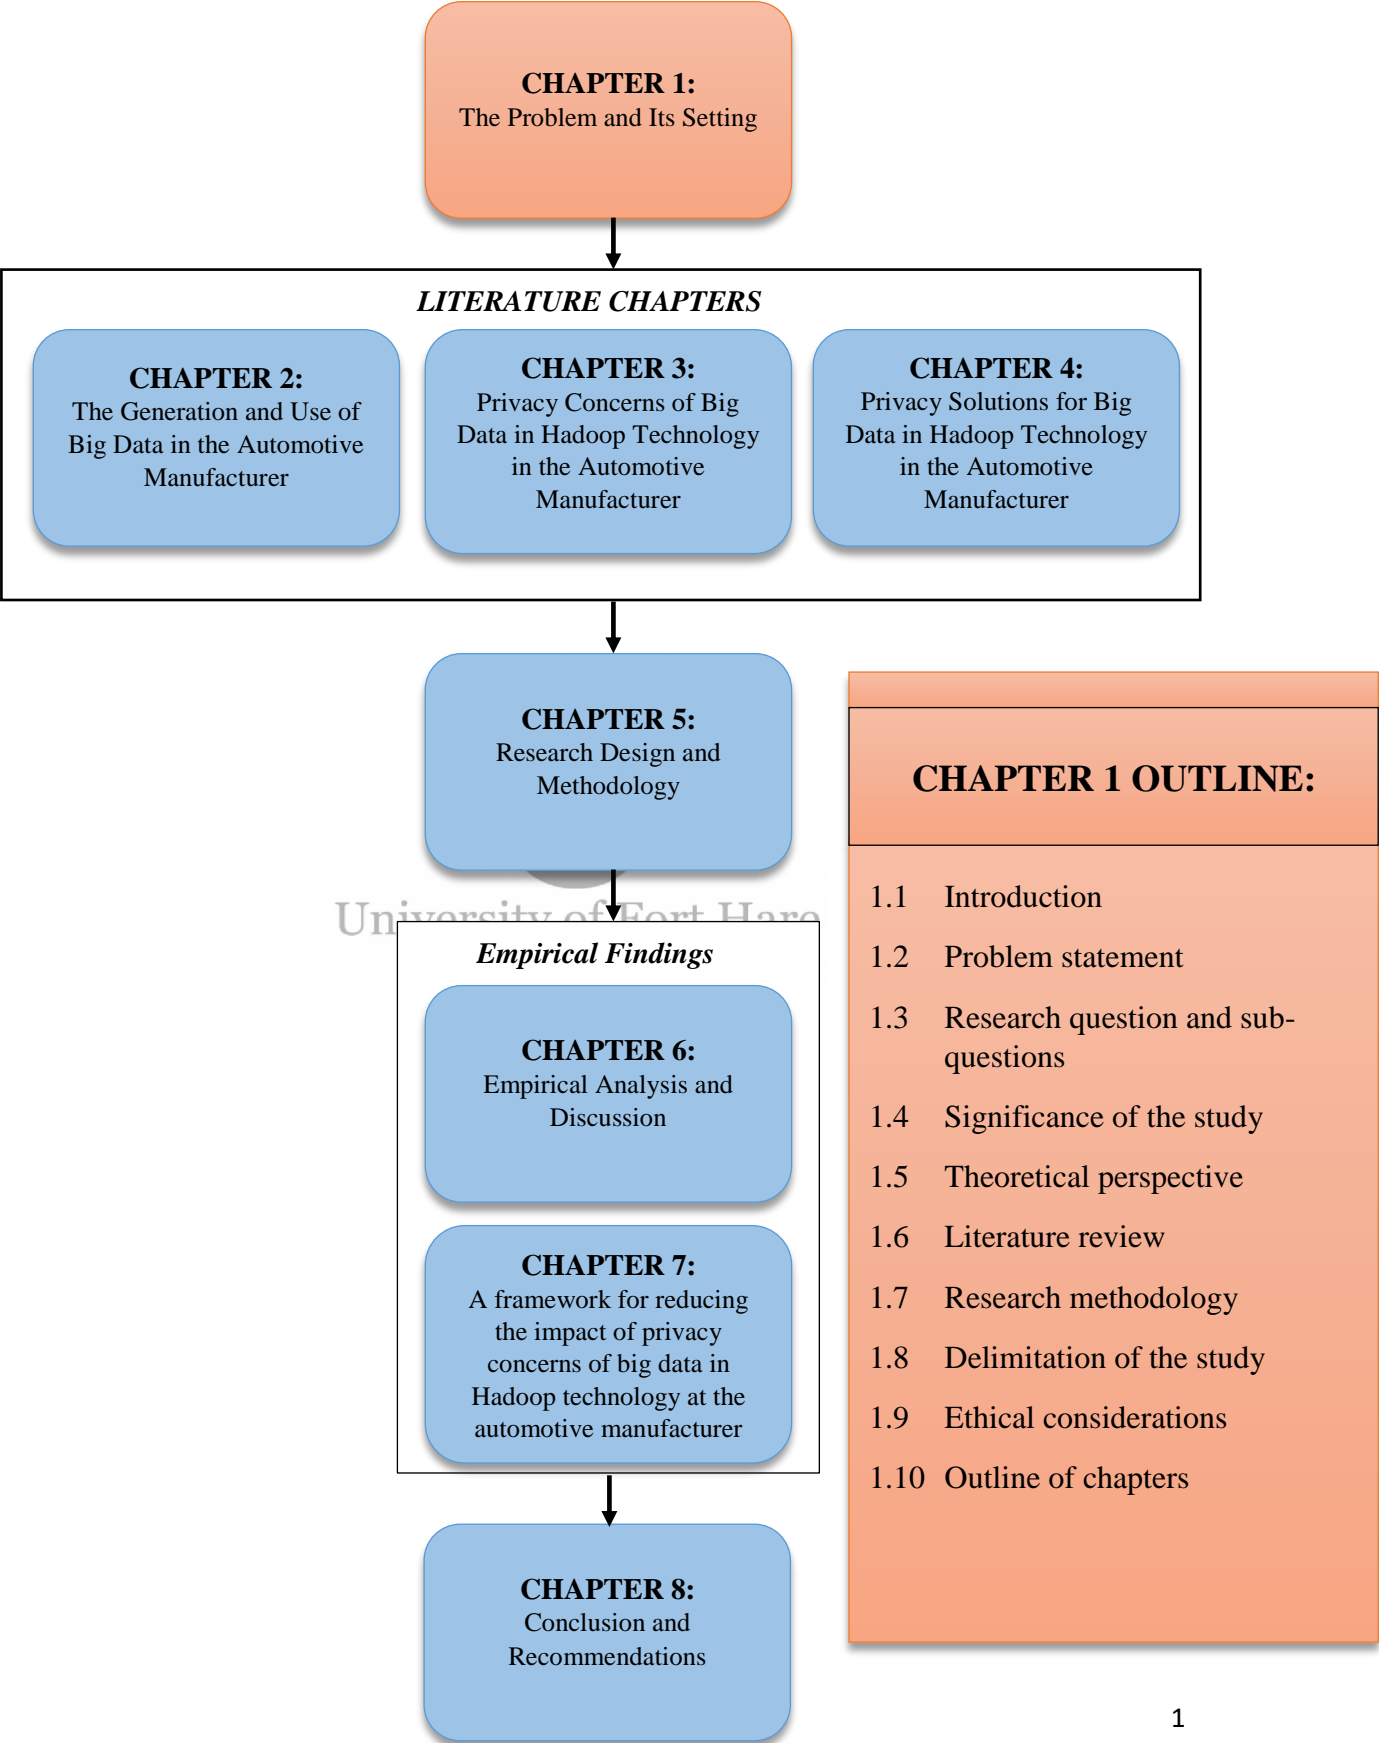 CHAPTER 1:
The Problem and Its Setting
LITERATURE CHAPTERS
CHAPTER 2:
The Generation and Use of
Big Data in the Automotive
Manufacturer
CHAPTER 3:
Privacy Concerns of Big
Data in Hadoop Technology
in the Automotive
Manufacturer
CHAPTER 4:
Privacy Solutions for Big
Data in Hadoop Technology
in the Automotive
Manufacturer
CHAPTER 5:
Research Design and
Methodology
University of Fort Hare
Empirical Findings
CHAPTER 6:
Empirical Analysis and
Discussion
CHAPTER 7:
A framework for reducing
the impact of privacy
concerns of big data in
Hadoop technology at the
automotive manufacturer
CHAPTER 8:
Conclusion and
Recommendations
CHAPTER 1 OUTLINE:
1.1 Introduction
1.2 Problem statement
1.3 Research question and sub-
questions
1.4 Significance of the study
1.5 Theoretical perspective
1.6 Literature review
1.7 Research methodology
1.8 Delimitation of the study
1.9 Ethical considerations
1.10 Outline of chapters
1